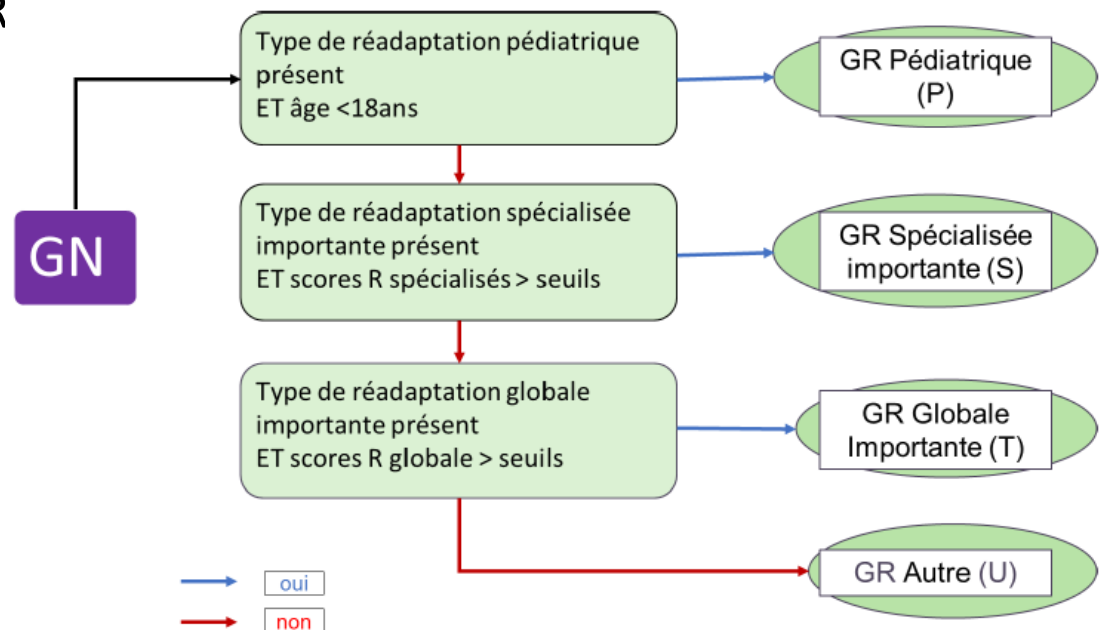 R
Type de réadaptation pédiatrique
présent
ET âge <18ans
GR Pédiatrique
(P)
GN
Type de réadaptation spécialisée
importante présent
ET scores R spécialisés > seuils
GR Spécialisée
importante (S)
Type de réadaptation globale
importante présent
ET scores R globale > seuils
GR Globale
Importante (T)
GR Autre (U)
oui
non